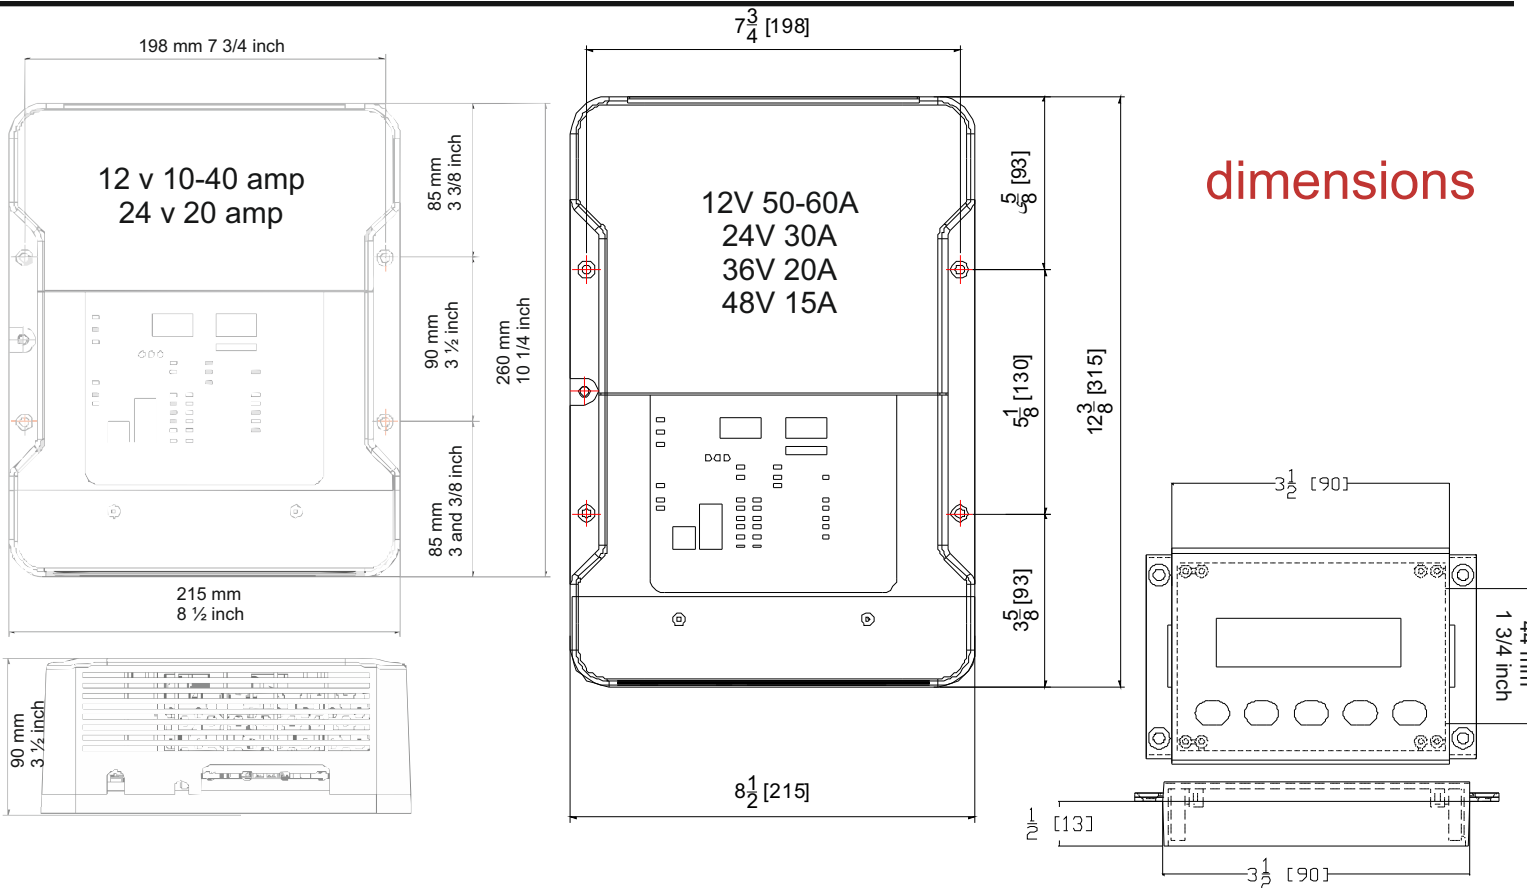 198 mm 7 3/4 inch
12 v 10-40 amp
24 v 20 amp
85 mm
3 3/8 inch
90 mm
3 ½ inch
260 mm
10 1/4 inch
85 mm
3 and 3/8 inch
215 mm
8 ½ inch
90 mm
3 ½ inch
7 3/4 [198]
12V 50-60A
24V 30A
36V 20A
48V 15A
5/8 [93]
5 1/8 [130]
12 3/8 [315]
3 5/8 [93]
8 1/2 [215]
dimensions
3 1/2 [90]
44 mm
1 3/4 inch
1/2 [13]
3 1/2 [90]